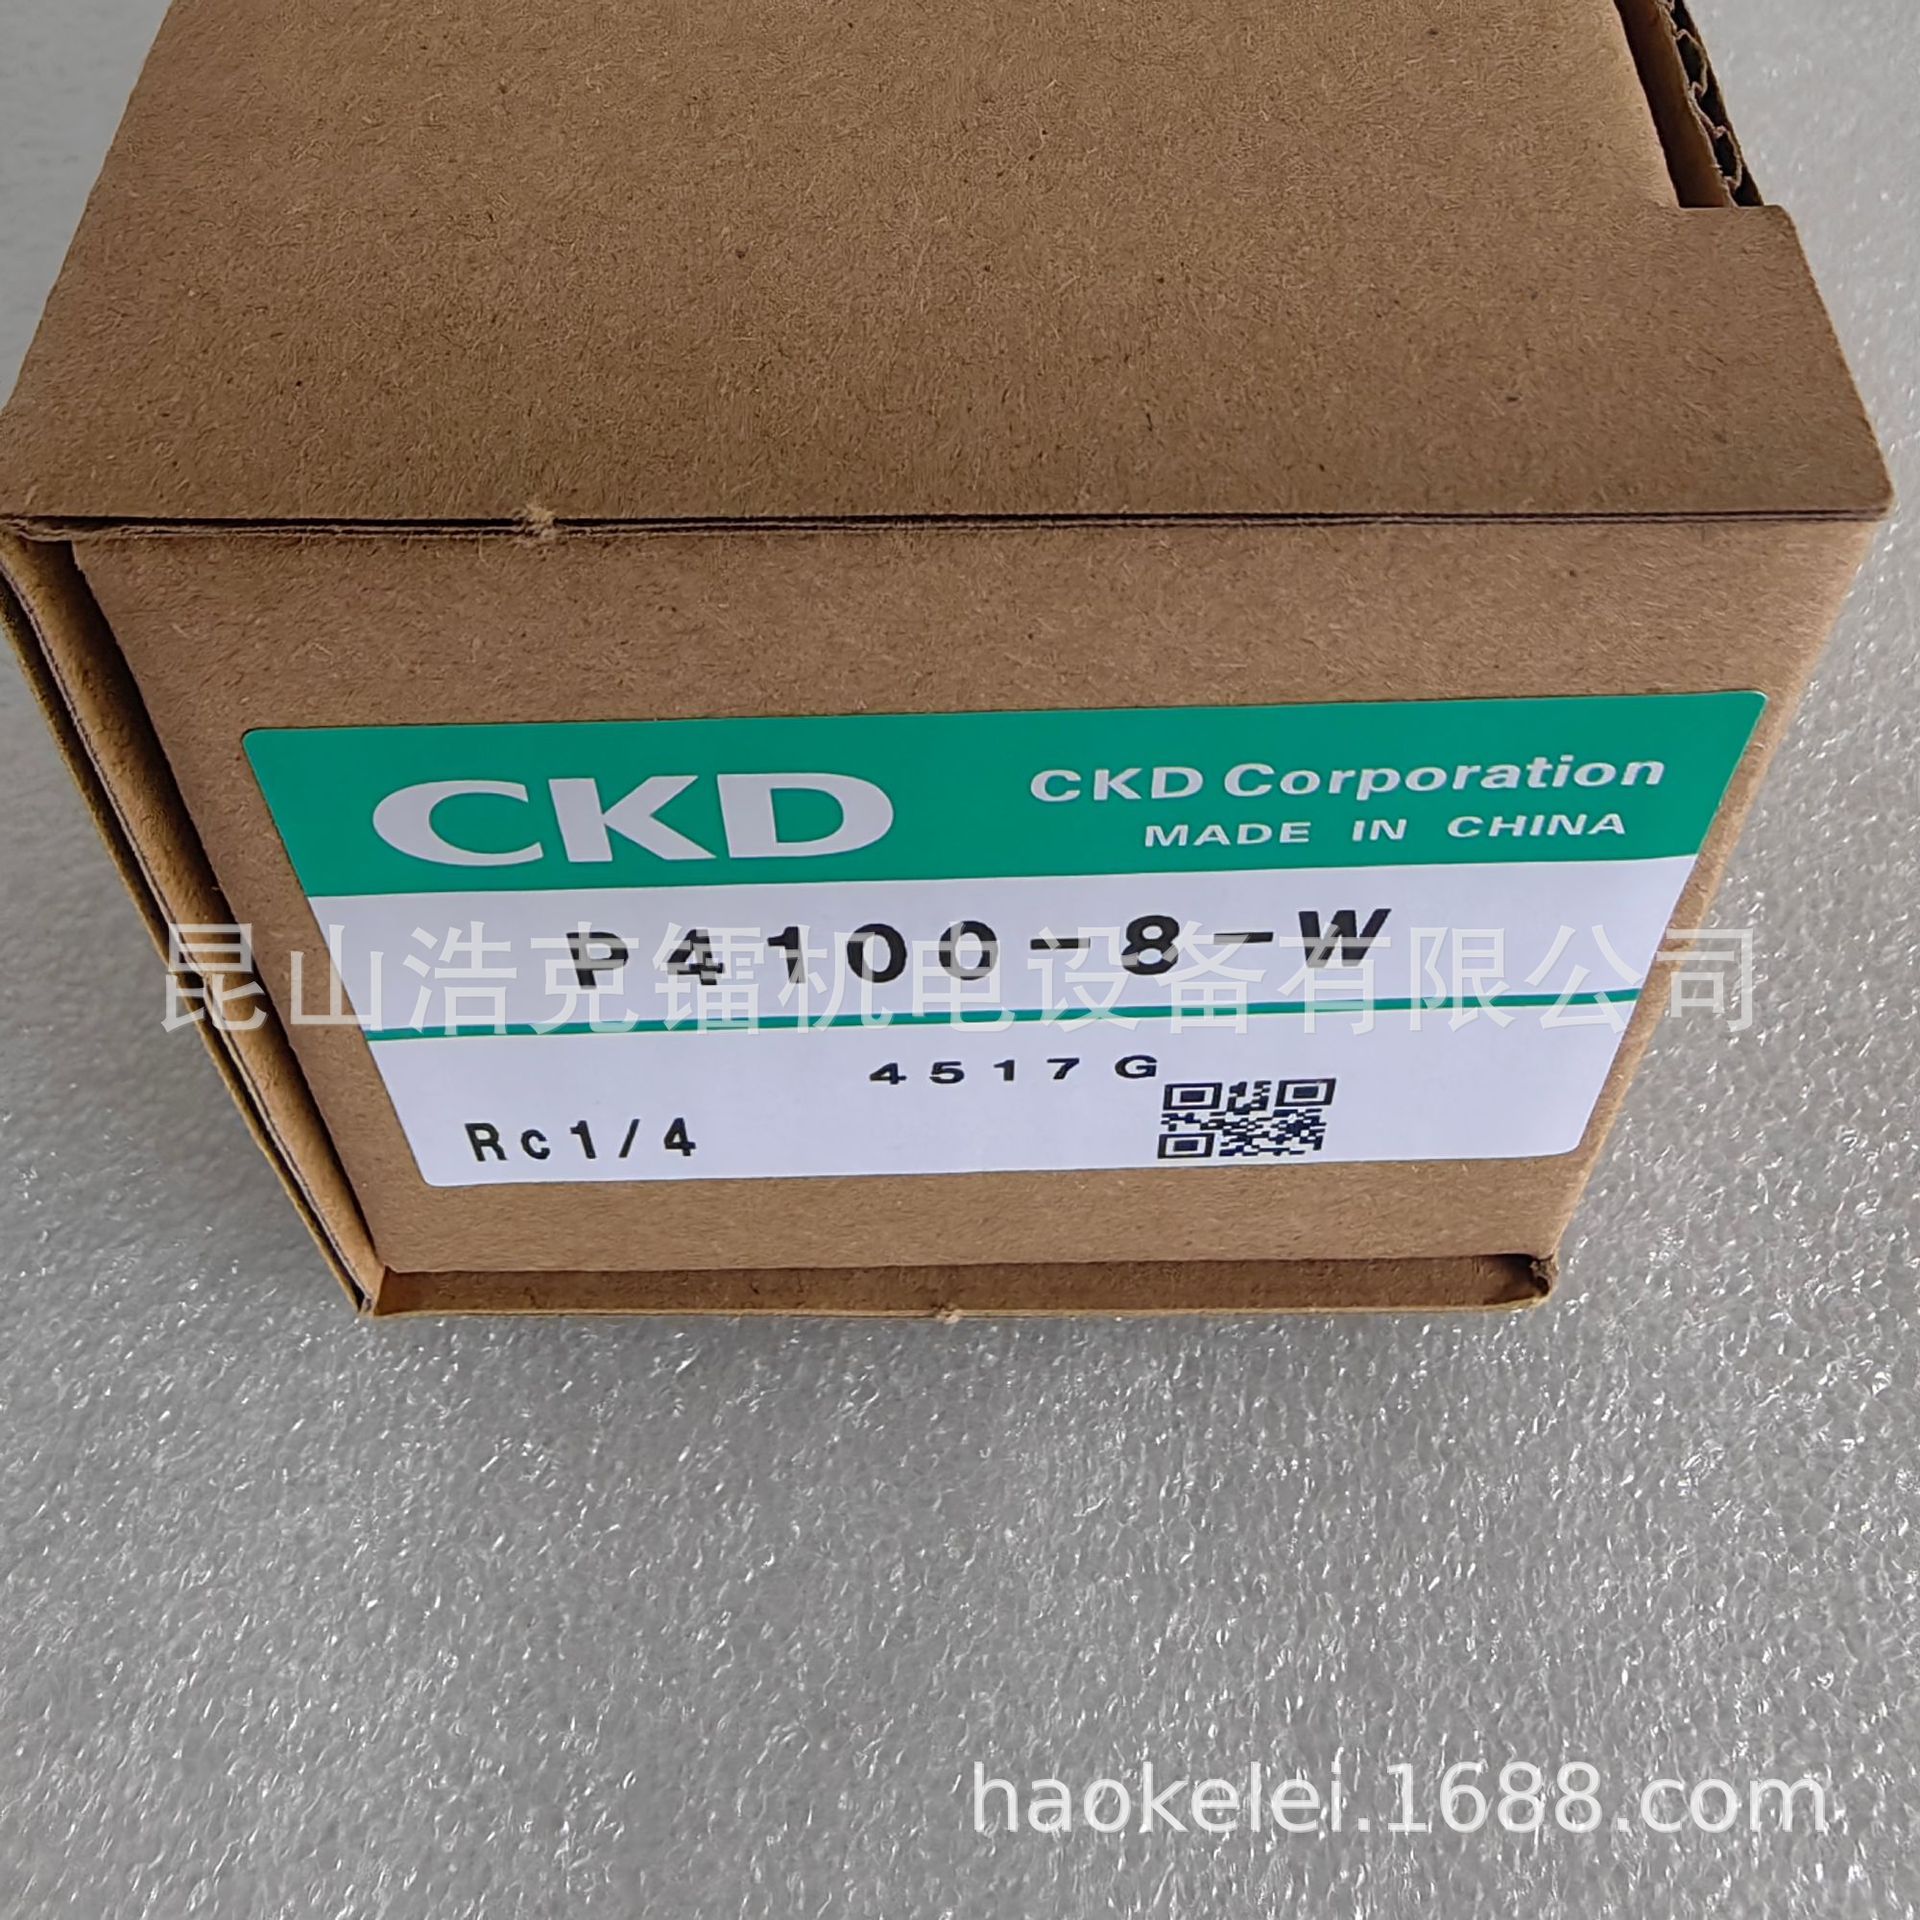 CKD
CKD Corporation
MADE IN CHINA
P4100-8-W
昆山浩克镭机电设备有限公司
4517G
Rc1/4
haokelei.1688.com